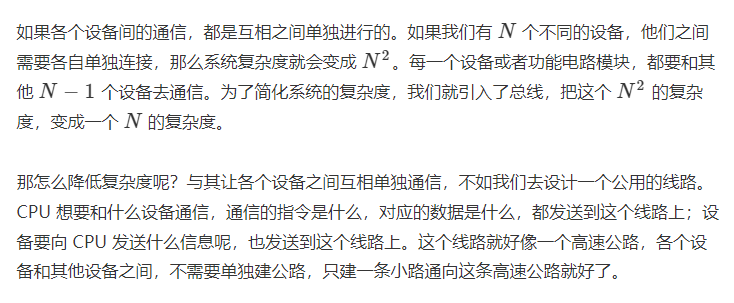 如果各个设备间的通信，都是互相之间单独进行的。如果我们有 N 个不同的设备，他们之间
需要各自单独连接，那么系统复杂度就会变成 N²。每一个设备或者功能电路模块，都要和其
他 N − 1 个设备去通信。为了简化系统的复杂度，我们就引入了总线，把这个 N² 的复杂
度，变成一个 N 的复杂度。
那怎么降低复杂度呢？与其让各个设备之间互相单独通信，不如我们去设计一个公用的线路。
CPU 想要和什么设备通信，通信的指令是什么，对应的数据是什么，都发送到这个线路上；设
备要向 CPU 发送什么信息呢，也发送到这个线路上。这个线路就好像一个高速公路，各个设
备和其他设备之间，不需要单独建公路，只建一条小路通向这条高速公路就好了。